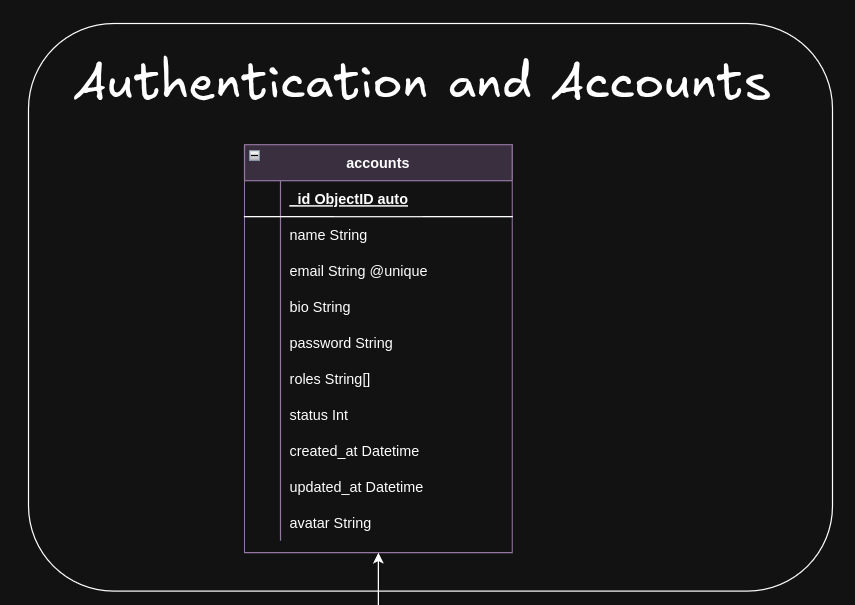 Authentication and Accounts
accounts
_id ObjectID auto
name String
email String @unique
bio String
password String
roles String[]
status Int
created_at Datetime
updated_at Datetime
avatar String